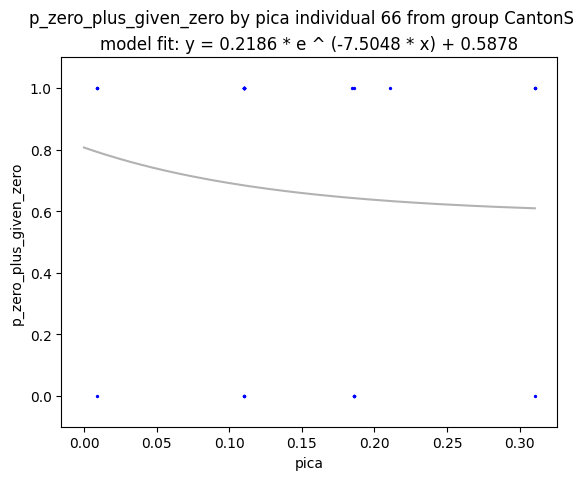 p_zero_plus_given_zero by pica individual 66 from group CantonS
model fit: y = 0.2186 * e ^ (-7.5048 * x) + 0.5878
1.0
0.8
0.6
0.4
0.2
0.0
p_zero_plus_given_zero
0.00 0.05 0.10 0.15 0.20 0.25 0.30
pica